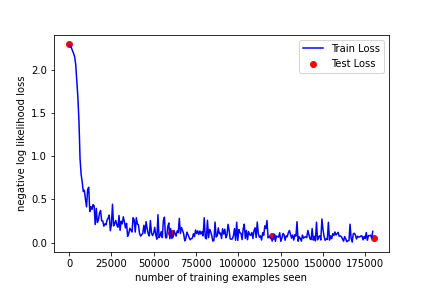 Train Loss
Test Loss
negative log likelihood loss
2.0
1.5
1.0
0.5
0.0
0 25000 50000 75000 100000 125000 150000 175000
number of training examples seen